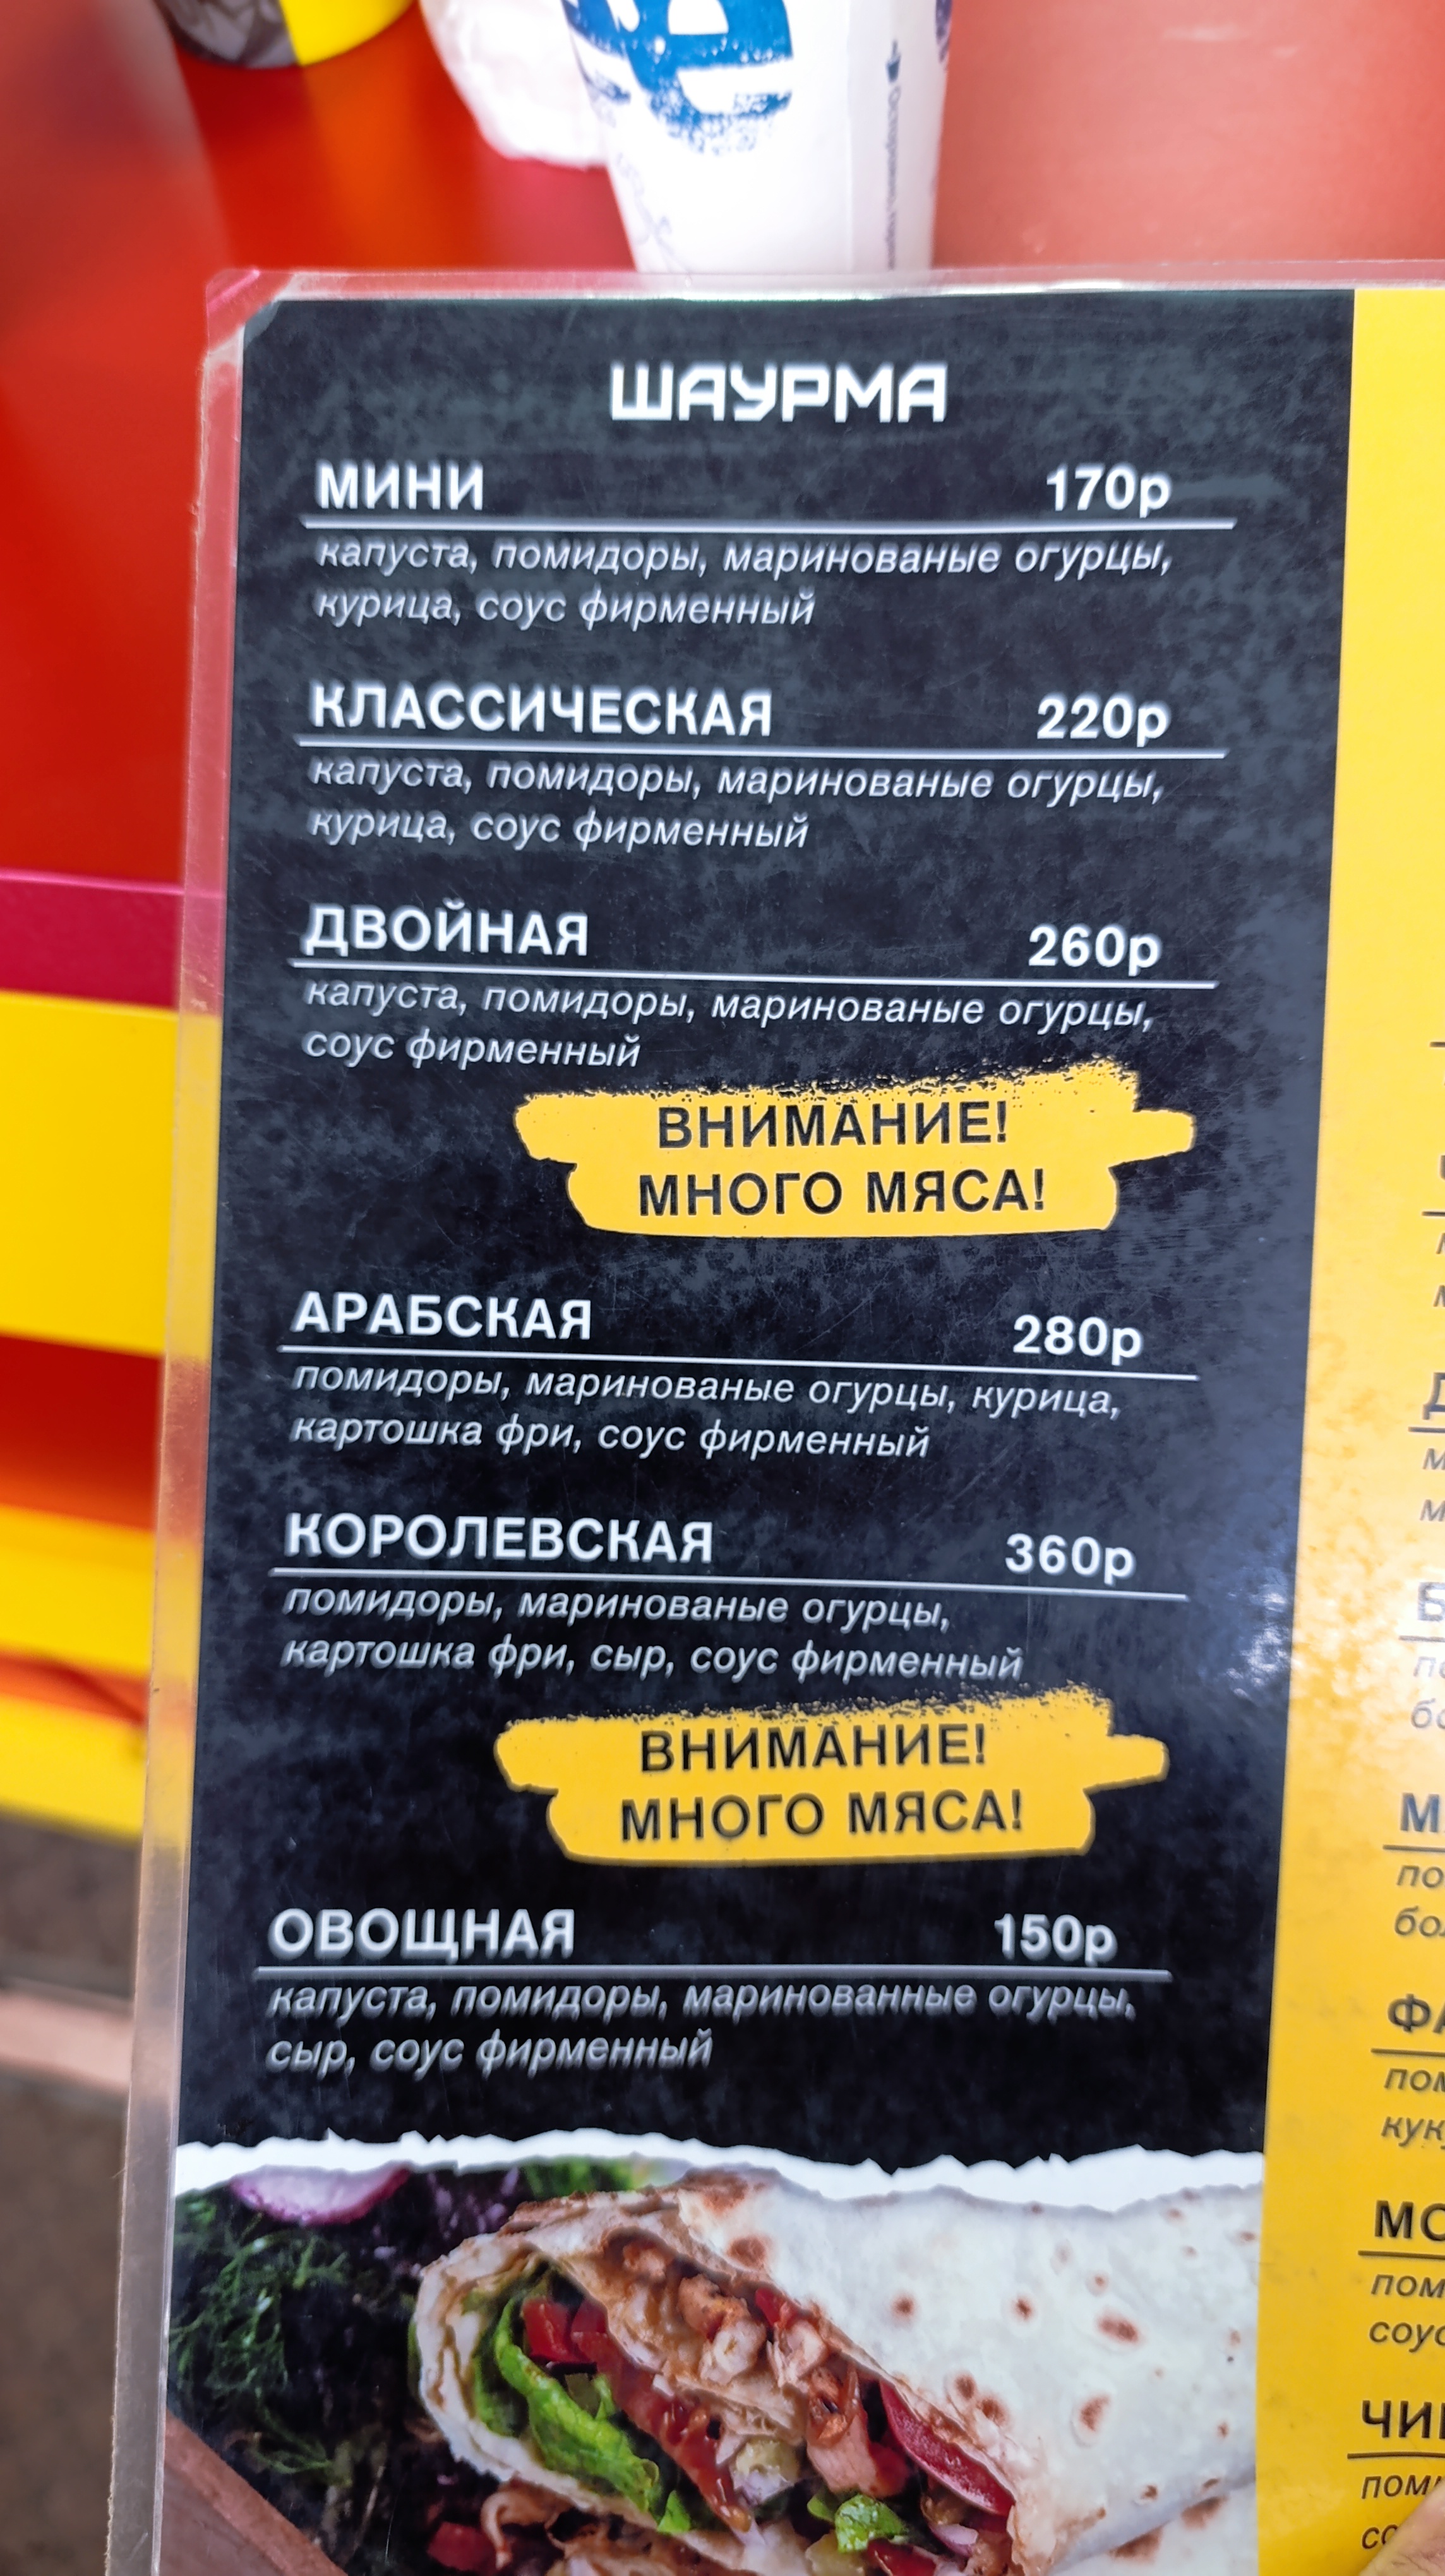 ШАУРМА
МИНИ 170р
капуста, помидоры, маринованые огурцы,
курица, соус фирменный
КЛАССИЧЕСКАЯ 220р
капуста, помидоры, маринованые огурцы,
курица, соус фирменный
ДВОЙНАЯ 260р
капуста, помидоры, маринованые огурцы,
соус фирменный
ВНИМАНИЕ!
МНОГО МЯСА!
АРАБСКАЯ 280р
помидоры, маринованые огурцы, курица,
картошка фри, соус фирменный
КОРОЛЕВСКАЯ 360р
помидоры, маринованые огурцы,
картошка фри, сыр, соус фирменный
ВНИМАНИЕ!
МНОГО МЯСА!
ОВОЩНАЯ 150р
капуста, помидоры, маринованные огурцы,
сыр, соус фирменный